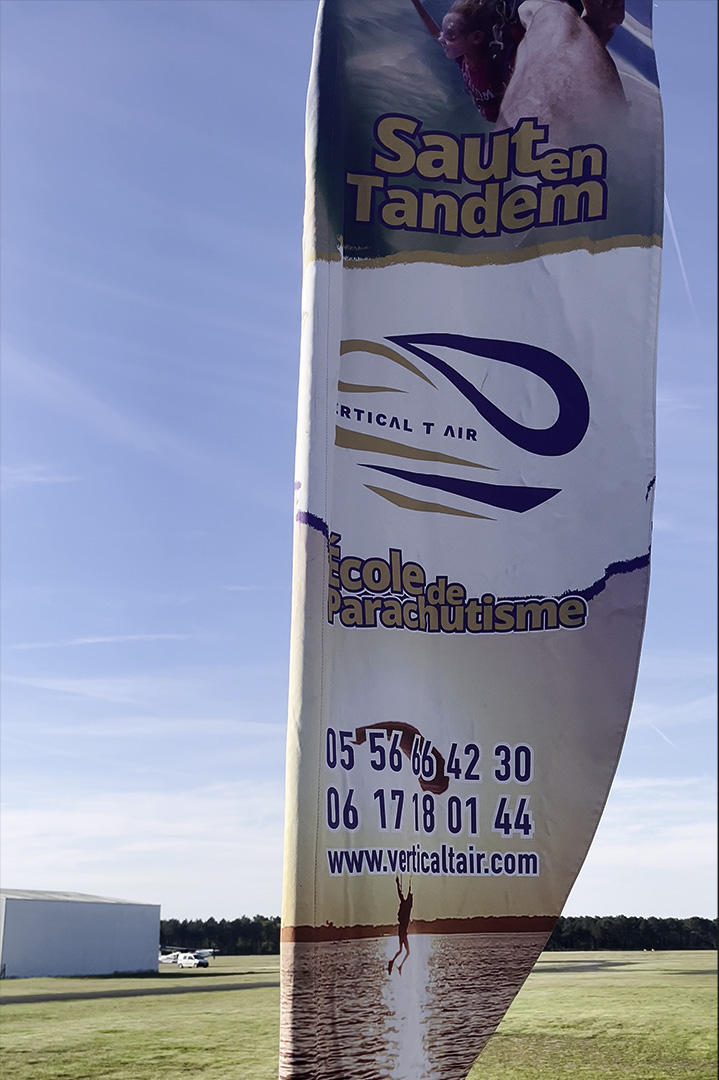 Saut en
Tandem
ERTICAL T AIR
École de
Parachutisme
05 56 66 42 30
06 17 18 01 44
www.verticaltair.com